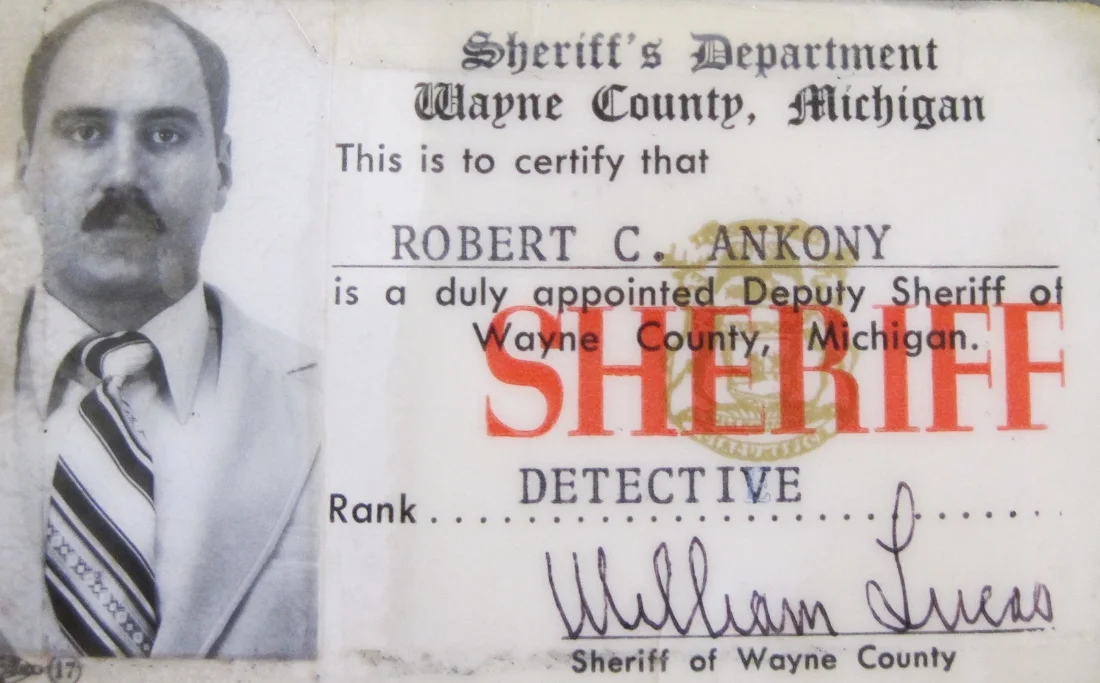 Sheriff's Department
Wayne County, Michigan
This is to certify that
ROBERT C. ANKONY
is a duly appointed Deputy Sheriff of
Wayne County, Michigan.
SHERIFF
DETECTIVE
Rank
William Lucas
Sheriff of Wayne County
(17)